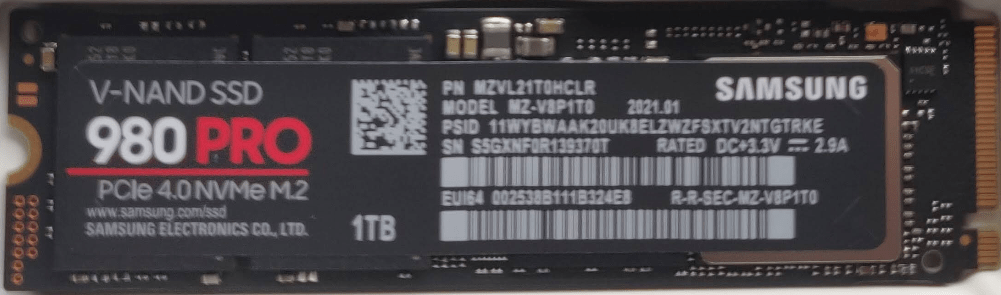 V-NAND SSD
980 PRO
PCIe 4.0 NVMe M.2
www.samsung.com/ssd
SAMSUNG ELECTRONICS CO., LTD.
1TB
PN MZVL21T0HCLR
MODEL MZ-V8P1T0 2021.01
PSID 11WYBWAAK20UK8ELZWZFSXTV2NTGTRKE
SN S5GXNF0R139370T RATED DC+3.3V ⎓ 2.9A
EUI64 002538B111B324E8 R-R-SEC-MZ-V8P1T0
SAMSUNG